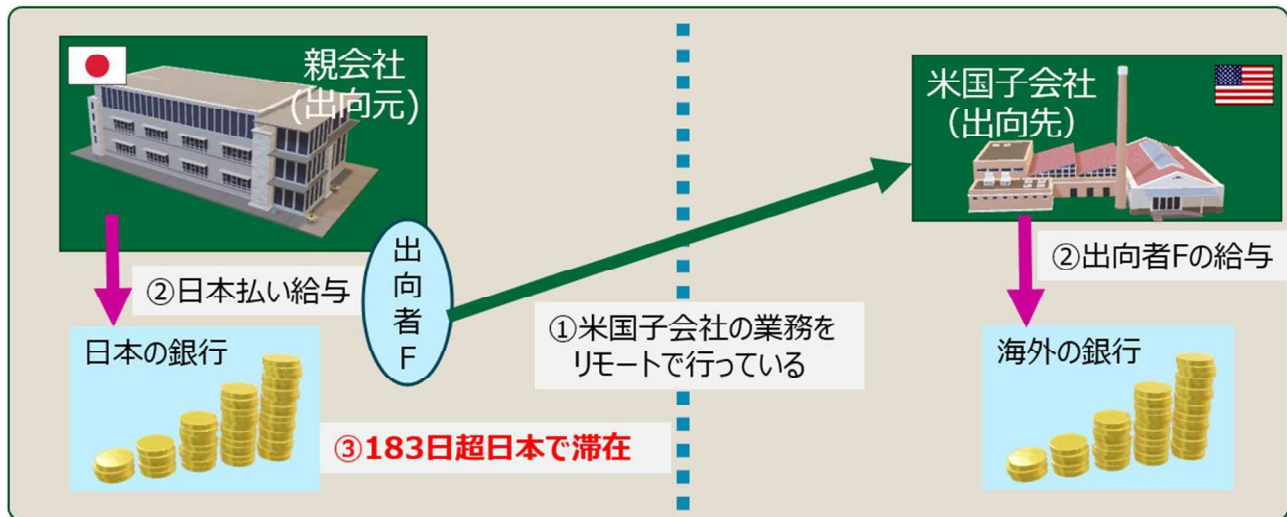 親会社
(出向元)
米国子会社
（出向先）
出向者F
②日本払い給与
②出向者Fの給与
①米国子会社の業務を
リモートで行っている
日本の銀行
海外の銀行
③183日超日本で滞在